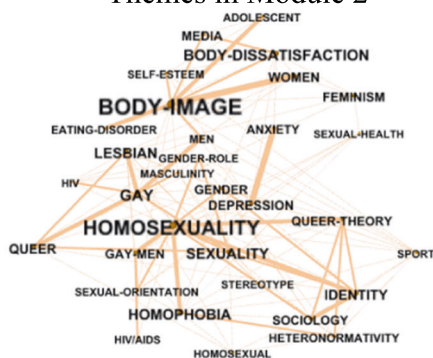 Themes in Module 2
ADOLESCENT
MEDIA
BODY-DISSATISFACTION
SELF-ESTEEM
WOMEN
FEMINISM
BODY-IMAGE
EATING-DISORDER
ANXIETY
SEXUAL-HEALTH
MEN
LESBIAN
GENDER-ROLE
MASCULINITY
HIV
GAY
GENDER
DEPRESSION
HOMOSEXUALITY
QUEER-THEORY
QUEER
GAY-MEN
SEXUALITY
SPORT
SEXUAL-ORIENTATION
STEREOTYPE
IDENTITY
HOMOPHOBIA
SOCIOLOGY
HIV/AIDS
HETERONORMATIVITY
HOMOSEXUAL